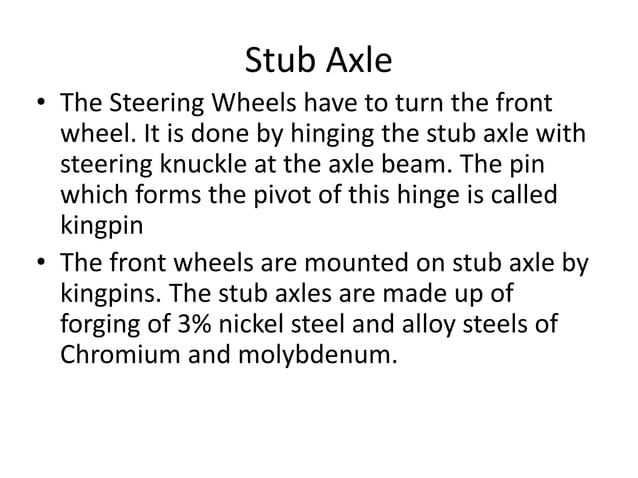 Stub Axle
• The Steering Wheels have to turn the front
wheel. It is done by hinging the stub axle with
steering knuckle at the axle beam. The pin
which forms the pivot of this hinge is called
kingpin
• The front wheels are mounted on stub axle by
kingpins. The stub axles are made up of
forging of 3% nickel steel and alloy steels of
Chromium and molybdenum.